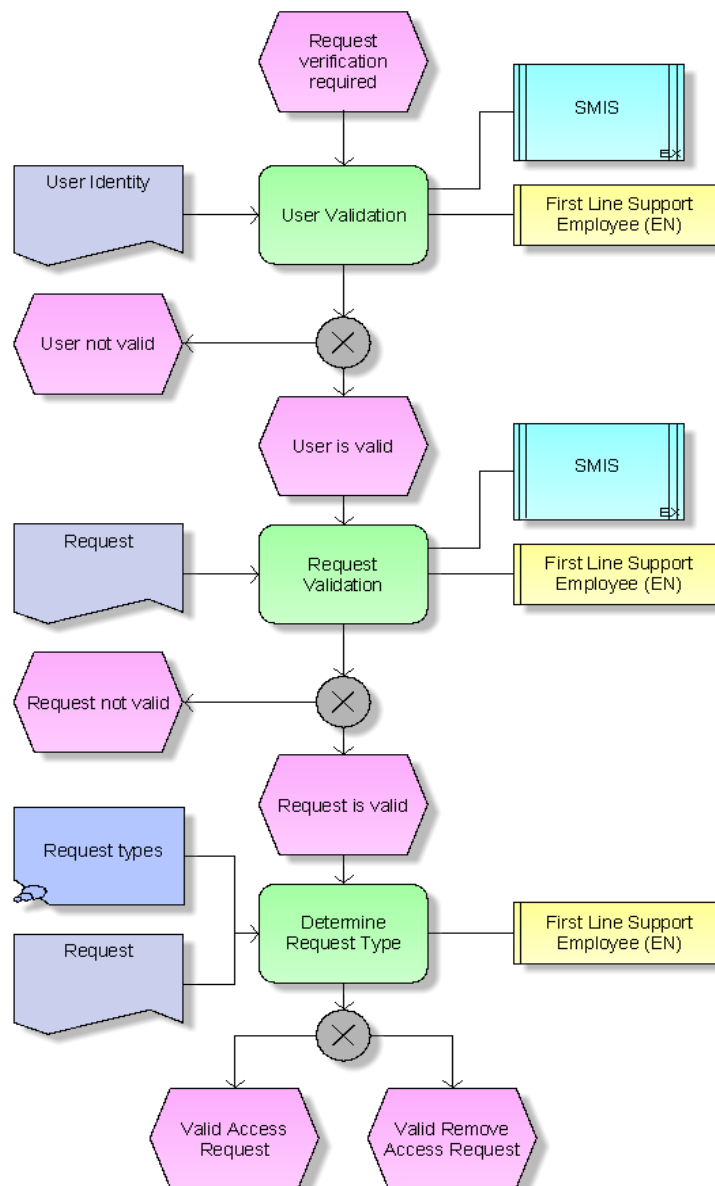 Request
verification
required
SMIS
EX
User Identity
User Validation
First Line Support
Employee (EN)
User not valid
User is valid
SMIS
EX
Request
Request
Validation
First Line Support
Employee (EN)
Request not valid
Request is valid
Request types
Determine
Request Type
First Line Support
Employee (EN)
Request
Valid Access
Request
Valid Remove
Access Request